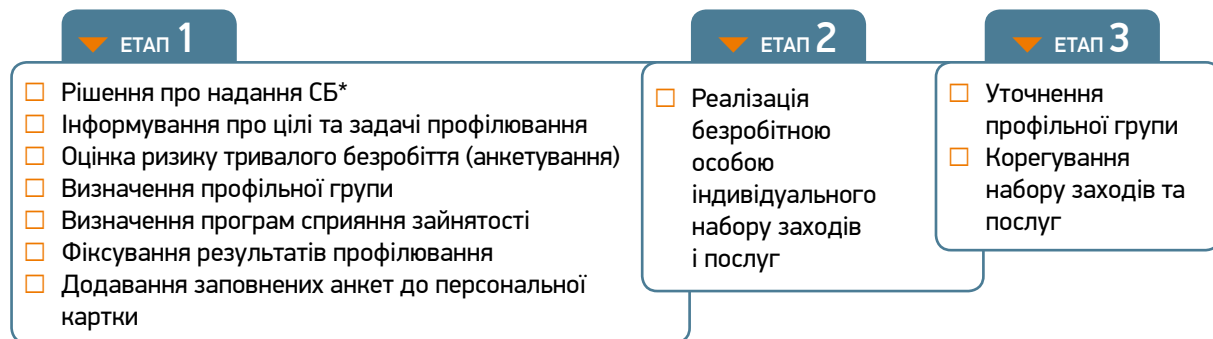 ЕТАП 1
Рішення про надання СБ*
Інформування про цілі та задачі профілювання
Оцінка ризику тривалого безробіття (анкетування)
Визначення профільної групи
Визначення програм сприяння зайнятості
Фіксування результатів профілювання
Додавання заповнених анкет до персональної
картки
ЕТАП 2
Реалізація
безробітною
особою
індивідуального
набору заходів
і послуг
ЕТАП 3
Уточнення
профільної групи
Корегування
набору заходів та
послуг